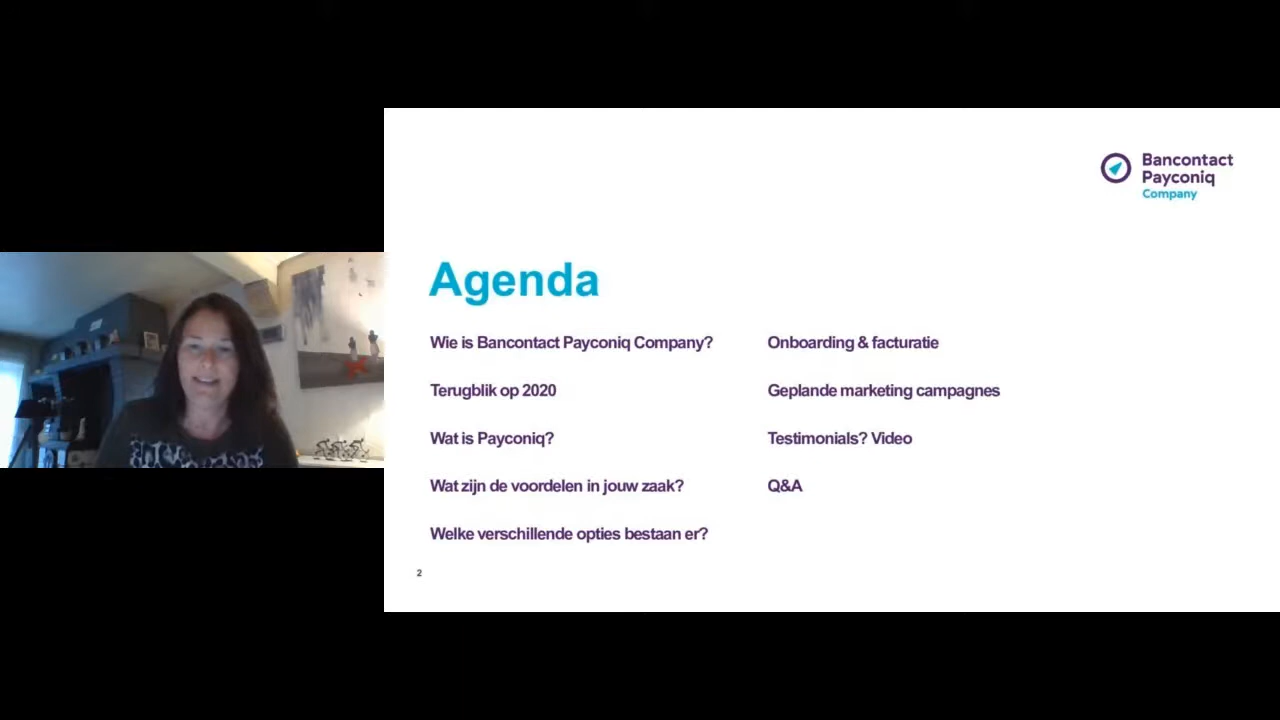 Bancontact
Payconiq
Company
Agenda
Wie is Bancontact Payconiq Company?
Terugblik op 2020
Wat is Payconiq?
Wat zijn de voordelen in jouw zaak?
Welke verschillende opties bestaan er?
Onboarding & facturatie
Geplande marketing campagnes
Testimonials? Video
Q&A
2